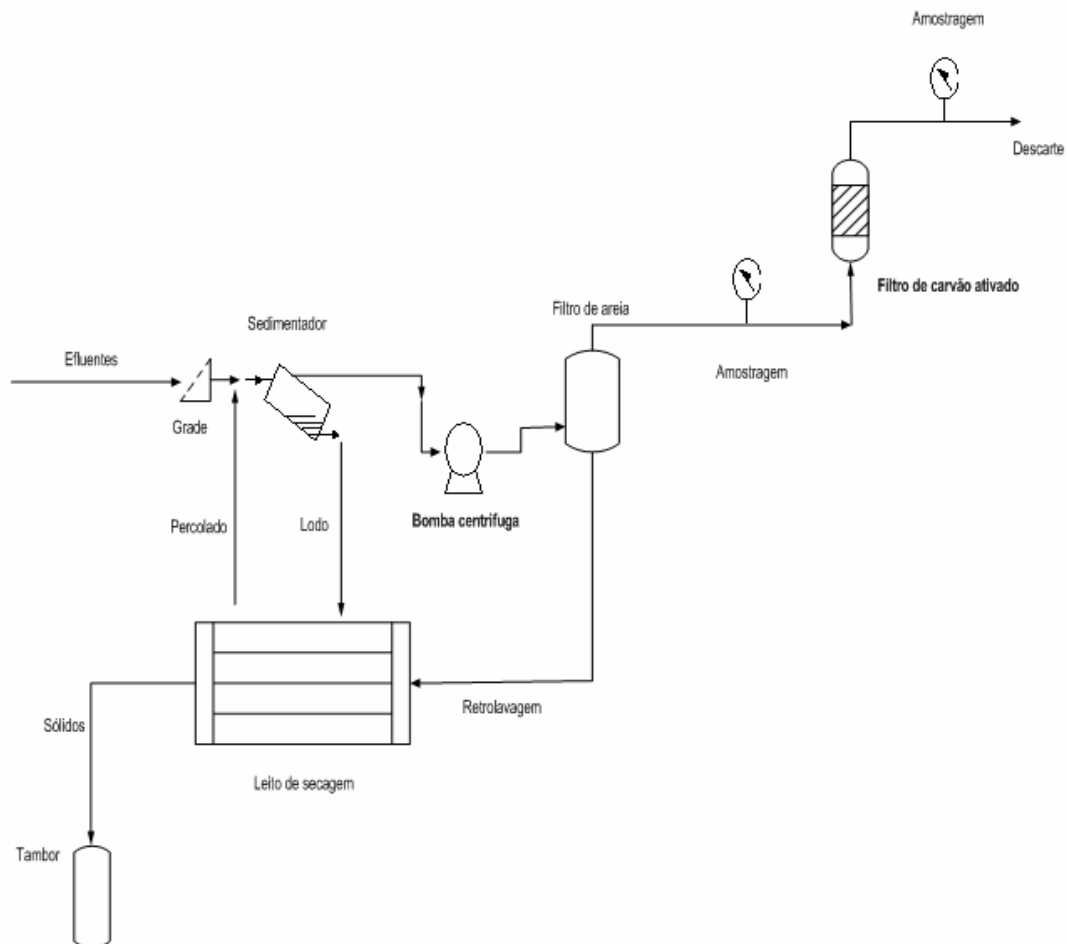 Amostragem
Descarte
Filtro de carvão ativado
Filtro de areia
Sedimentador
Efluentes
Amostragem
Grade
Bomba centrifuga
Percolado
Lodo
Retrolavagem
Sólidos
Leito de secagem
Tambor